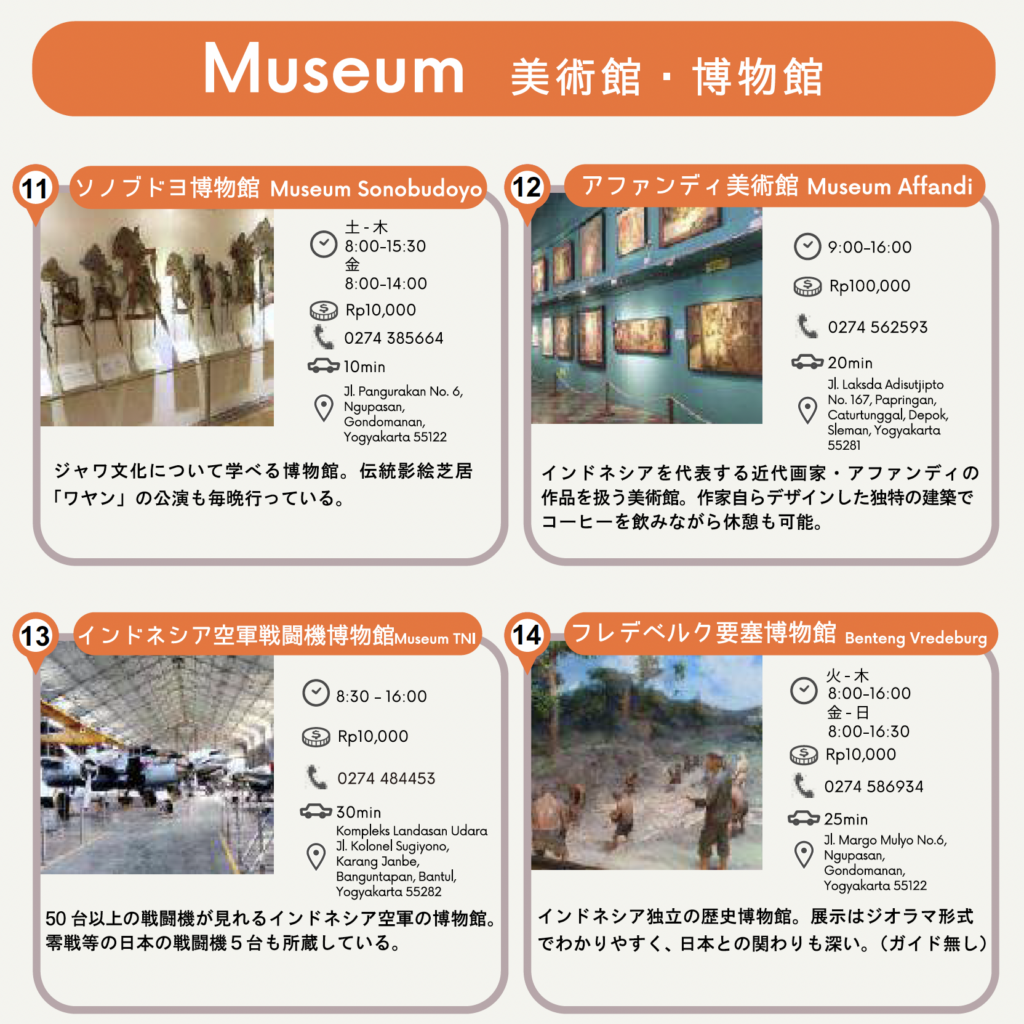 Museum 美術館・博物館
11 ソノブドヨ博物館 Museum Sonobudoyo
土 - 木
8:00-15:30
金
8:00-14:00
Rp10,000
0274 385664
10min
Jl. Pangurakan No. 6,
Ngupasan,
Gondomanan,
Yogyakarta 55122
ジャワ文化について学べる博物館。伝統影絵芝居
「ワヤン」の公演も毎晩行っている。
12 アファンディ美術館 Museum Affandi
9:00-16:00
Rp100,000
0274 562593
20min
Jl. Laksda Adisutjipto
No. 167, Papringan,
Caturtunggal, Depok,
Sleman, Yogyakarta
55281
インドネシアを代表する近代画家・アファンディの
作品を扱う美術館。作家自らデザインした独特の建築で
コーヒーを飲みながら休憩も可能。
13 インドネシア空軍戦闘機博物館 Museum TNI
8:30 - 16:00
Rp10,000
0274 484453
30min
Kompleks Landasan Udara
Jl. Kolonel Sugiyono,
Karang Janbe,
Banguntapan, Bantul,
Yogyakarta 55282
50 台以上の戦闘機が見れるインドネシア空軍の博物館。
零戦等の日本の戦闘機５台も所蔵している。
14 フレデベルク要塞博物館 Benteng Vredeburg
火 - 木
8:00-16:00
金 - 日
8:00-16:30
Rp10,000
0274 586934
25min
Jl. Margo Mulyo No.6,
Ngupasan,
Gondomanan,
Yogyakarta 55122
インドネシア独立の歴史博物館。展示はジオラマ形式
でわかりやすく、日本との関わりも深い。（ガイド無し）